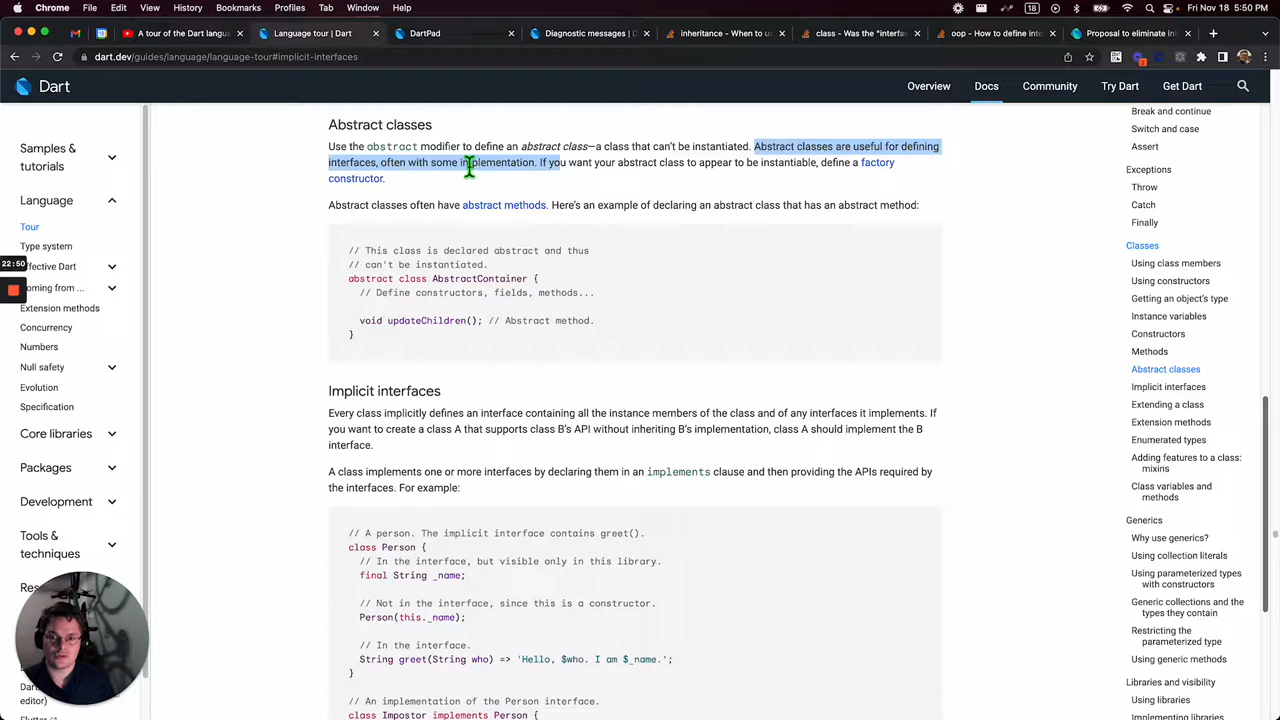 Chrome File Edit View History Bookmarks Profiles Tab Window Help 18 Fri Nov 18 5:50 PM
A tour of the Dart langu Language tour | Dart DartPad Diagnostic messages | D inheritance - When to u class - Was the "interfac oop - How to define inte Proposal to eliminate int
dart.dev/guides/language/language-tour#implicit-interfaces
Dart Overview Docs Community Try Dart Get Dart
Samples &
tutorials
Language
Tour
Type system
ffective Dart
22:50
oming from ...
Extension methods
Concurrency
Numbers
Null safety
Evolution
Specification
Core libraries
Packages
Development
Tools &
techniques
Res
Dart
editor)
Flutter
Abstract classes
Use the abstract modifier to define an abstract class—a class that can't be instantiated. Abstract classes are useful for defining
interfaces, often with some implementation. If you want your abstract class to appear to be instantiable, define a factory
constructor.
Abstract classes often have abstract methods. Here's an example of declaring an abstract class that has an abstract method:
// This class is declared abstract and thus
// can't be instantiated.
abstract class AbstractContainer {
// Define constructors, fields, methods...
void updateChildren(); // Abstract method.
}
Implicit interfaces
Every class implicitly defines an interface containing all the instance members of the class and of any interfaces it implements. If
you want to create a class A that supports class B's API without inheriting B's implementation, class A should implement the B
interface.
A class implements one or more interfaces by declaring them in an implements clause and then providing the APIs required by
the interfaces. For example:
// A person. The implicit interface contains greet().
class Person {
// In the interface, but visible only in this library.
final String _name;
// Not in the interface, since this is a constructor.
Person(this._name);
// In the interface.
String greet(String who) => 'Hello, $who. I am $_name.';
}
// An implementation of the Person interface.
class Impostor implements Person {
Break and continue
Switch and case
Assert
Exceptions
Throw
Catch
Finally
Classes
Using class members
Using constructors
Getting an object's type
Instance variables
Constructors
Methods
Abstract classes
Implicit interfaces
Extending a class
Extension methods
Enumerated types
Adding features to a class:
mixins
Class variables and
methods
Generics
Why use generics?
Using collection literals
Using parameterized types
with constructors
Generic collections and the
types they contain
Restricting the
parameterized type
Using generic methods
Libraries and visibility
Using libraries
Implementing libraries